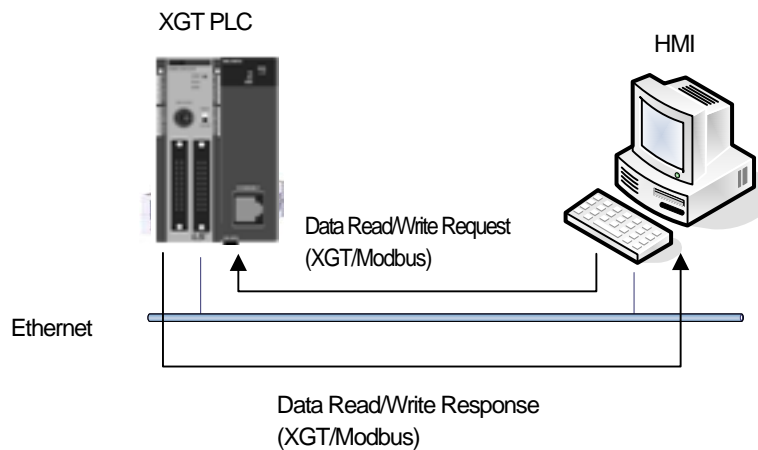 XGT PLC
HMI
Data Read/Write Request
(XGT/Modbus)
Ethernet
Data Read/Write Response
(XGT/Modbus)